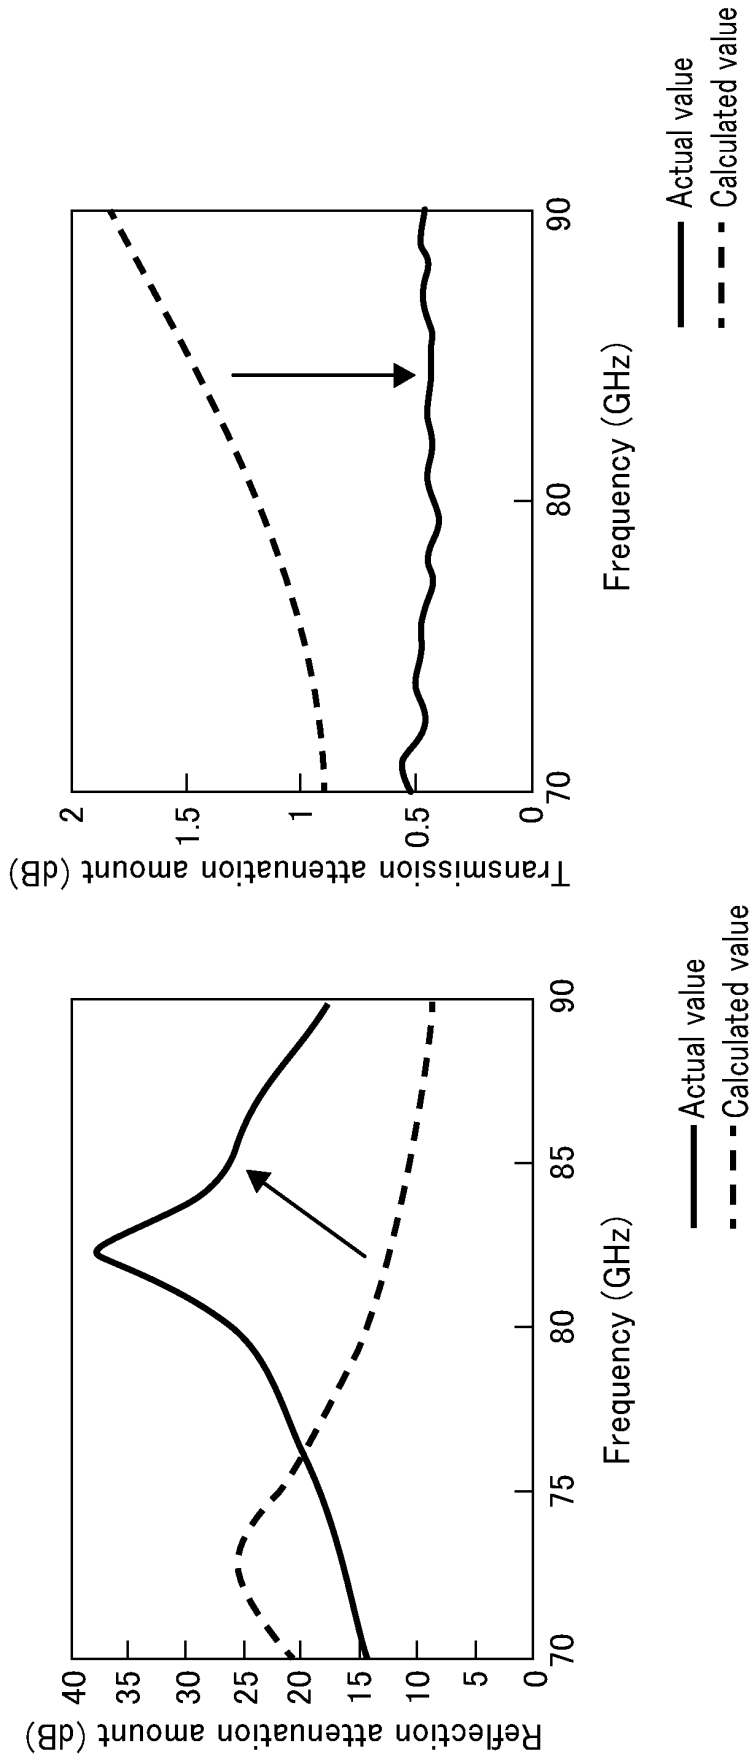 Reflection attenuation amount (dB)
40
35
30
25
20
15
10
5
0
70
75
80
85
90
Frequency (GHz)
Actual value
Calculated value
Transmission attenuation amount (dB)
2
1.5
1
0.5
0
70
80
90
Frequency (GHz)
Actual value
Calculated value